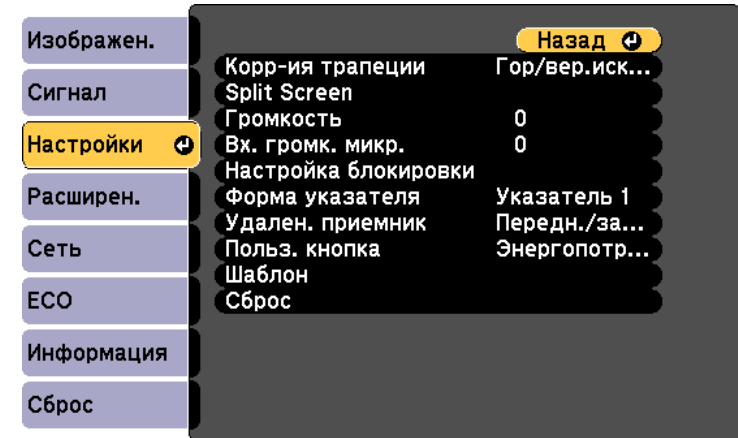 Изображен.
Сигнал
Настройки
Расширен.
Сеть
ECO
Информация
Сброс
Назад
Корр-ия трапеции Гор/вер.иск...
Split Screen
Громкость 0
Вх. громк. микр. 0
Настройка блокировки
Форма указателя Указатель 1
Удален. приемник Передн./за...
Польз. кнопка Энергопотр...
Шаблон
Сброс